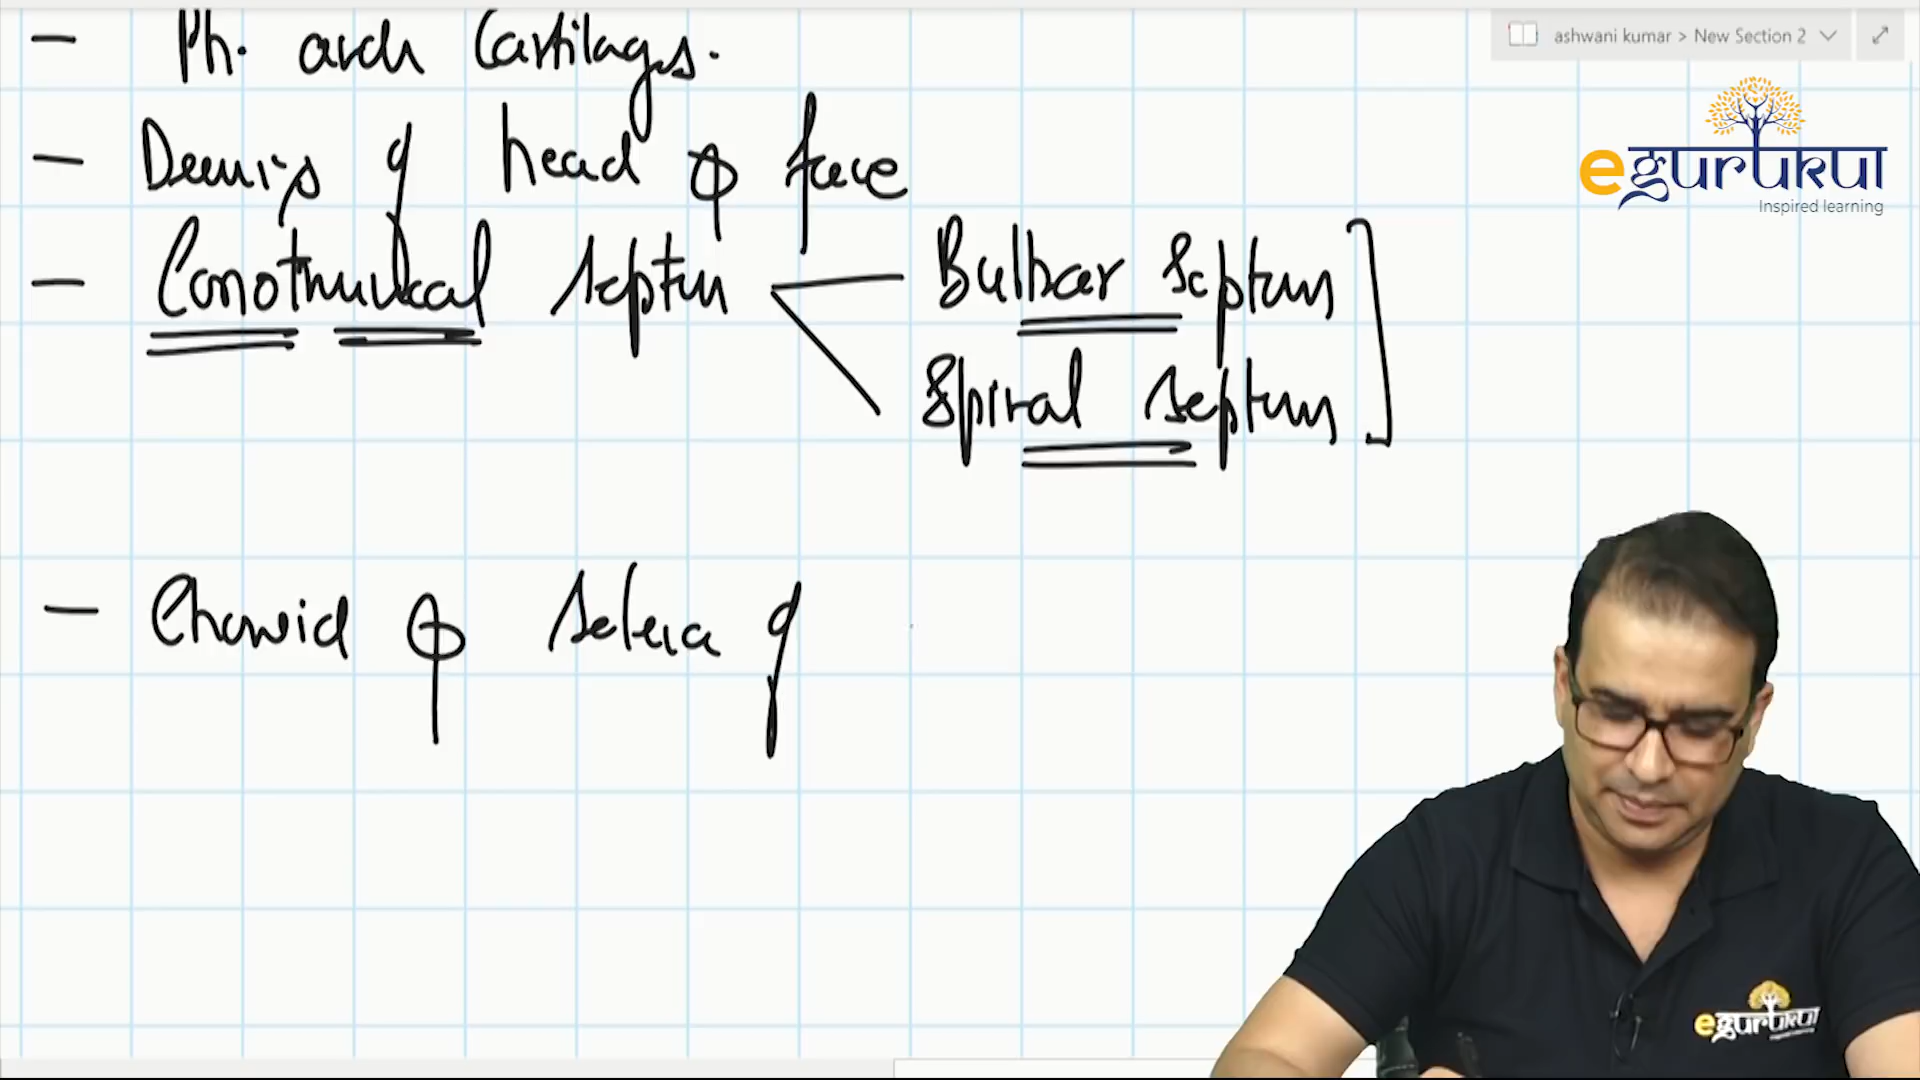 - Ph. arch Cartilages.
ashwani kumar > New Section 2
egurukul
Inspired learning
- Dermis of head & face
- Conotruncal septum
Bulbar septum
Spiral septum
- Choroid & sclera of
egurukul